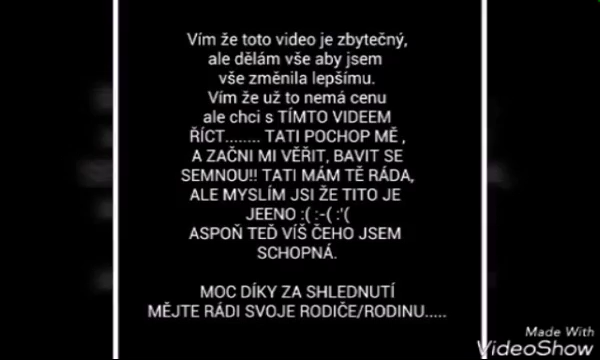 Vím že toto video je zbytečný,
ale dělám vše aby jsem
vše změnila lepšímu.
Vím že už to nemá cenu
ale chci s TÍMTO VIDEEM
ŘÍCT........ TATI POCHOP MĚ ,
A ZAČNI MI VĚŘIT, BAVIT SE
SEMNOU!! TATI MÁM TĚ RÁDA,
ALE MYSLÍM JSI ŽE TITO JE
JEENO :( :-( :'(
ASPOŇ TEĎ VÍŠ ČEHO JSEM
SCHOPNÁ.
MOC DÍKY ZA SHLEDNUTÍ
MĚJTE RÁDI SVOJE RODIČE/RODINU.....
Made With
VideoShow